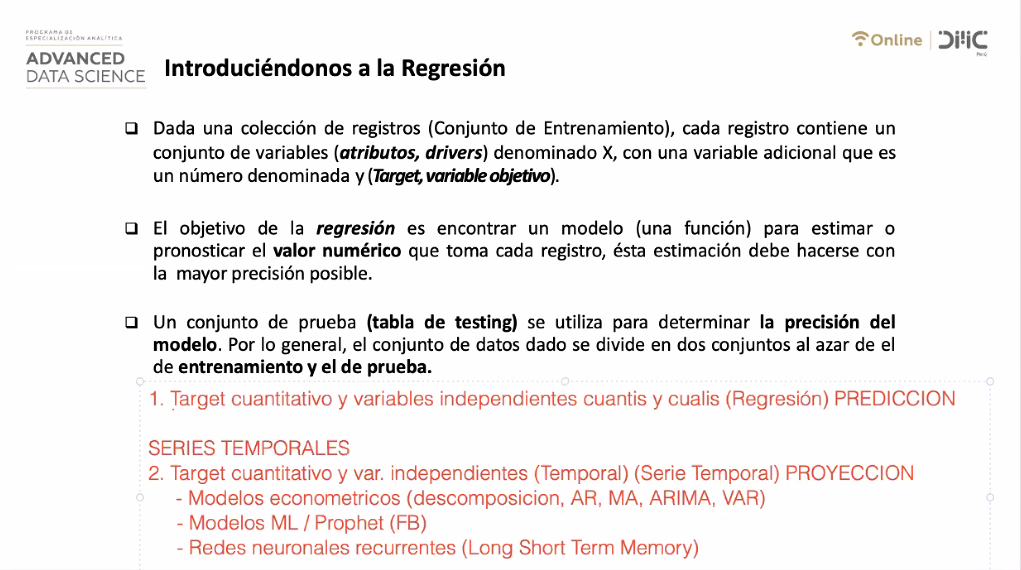 PROGRAMA DE
ESPECIALIZACIÓN ANALÍTICA
ADVANCED
DATA SCIENCE
Online
DMC
Perú
Introduciéndonos a la Regresión
Dada una colección de registros (Conjunto de Entrenamiento), cada registro contiene un
conjunto de variables (atributos, drivers) denominado X, con una variable adicional que es
un número denominada y (Target, variable objetivo).
El objetivo de la regresión es encontrar un modelo (una función) para estimar o
pronosticar el valor numérico que toma cada registro, ésta estimación debe hacerse con
la mayor precisión posible.
Un conjunto de prueba (tabla de testing) se utiliza para determinar la precisión del
modelo. Por lo general, el conjunto de datos dado se divide en dos conjuntos al azar de el
de entrenamiento y el de prueba.
1. Target cuantitativo y variables independientes cuantis y cualis (Regresión) PREDICCION
SERIES TEMPORALES
2. Target cuantitativo y var. independientes (Temporal) (Serie Temporal) PROYECCION
- Modelos econometricos (descomposicion, AR, MA, ARIMA, VAR)
- Modelos ML / Prophet (FB)
- Redes neuronales recurrentes (Long Short Term Memory)